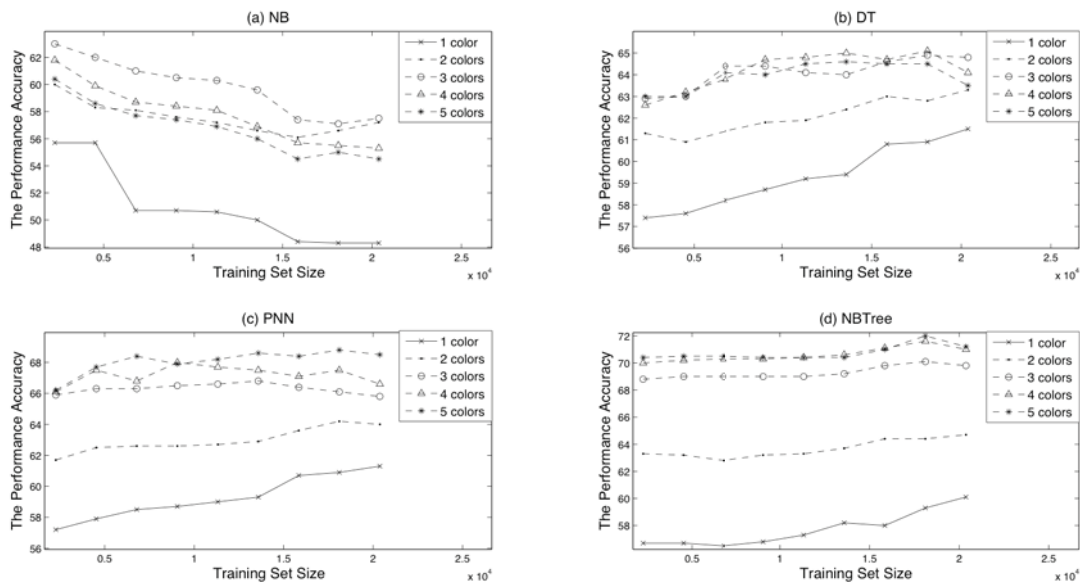 (a) NB
The Performance Accuracy
62
60
58
56
54
52
50
48
0.5
1
1.5
2
2.5
x 10⁴
Training Set Size
1 color
2 colors
3 colors
4 colors
5 colors
(b) DT
The Performance Accuracy
65
64
63
62
61
60
59
58
57
56
0.5
1
1.5
2
2.5
x 10⁴
Training Set Size
1 color
2 colors
3 colors
4 colors
5 colors
(c) PNN
The Performance Accuracy
68
66
64
62
60
58
56
0.5
1
1.5
2
2.5
x 10⁴
Training Set Size
1 color
2 colors
3 colors
4 colors
5 colors
(d) NBTree
The Performance Accuracy
72
70
68
66
64
62
60
58
0.5
1
1.5
2
2.5
x 10⁴
Training Set Size
1 color
2 colors
3 colors
4 colors
5 colors